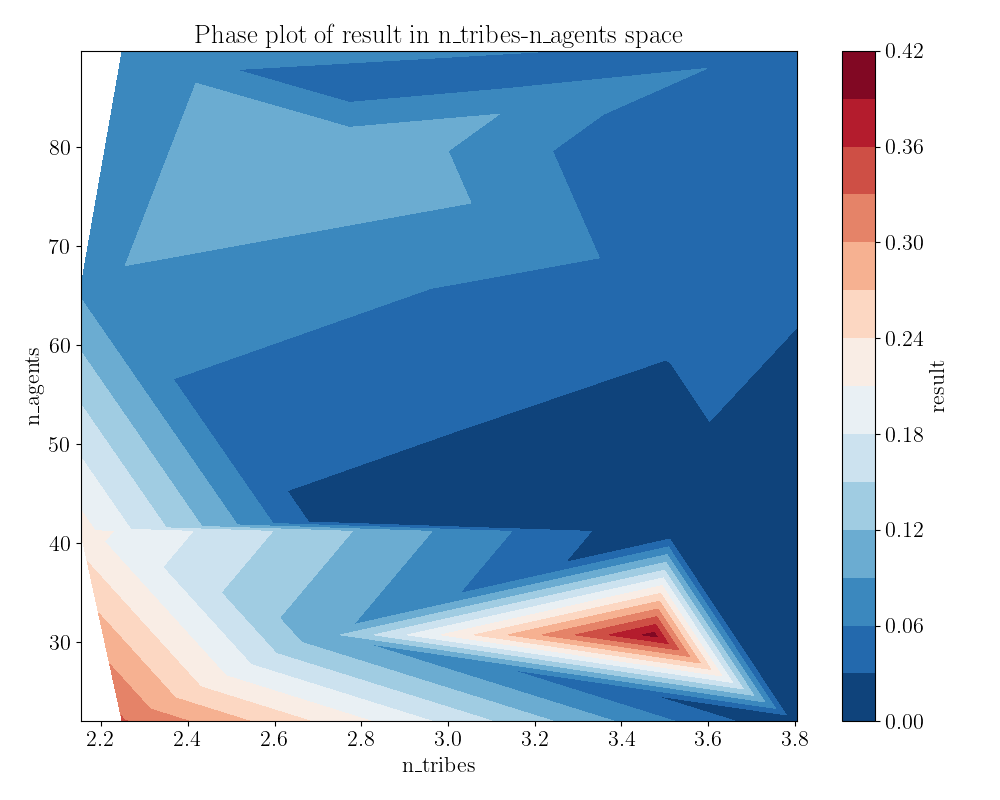 Phase plot of result in n_tribes-n_agents space
80
70
60
50
40
30
n_agents
2.2 2.4 2.6 2.8 3.0 3.2 3.4 3.6 3.8
n_tribes
0.42
0.36
0.30
0.24
0.18
0.12
0.06
0.00
result